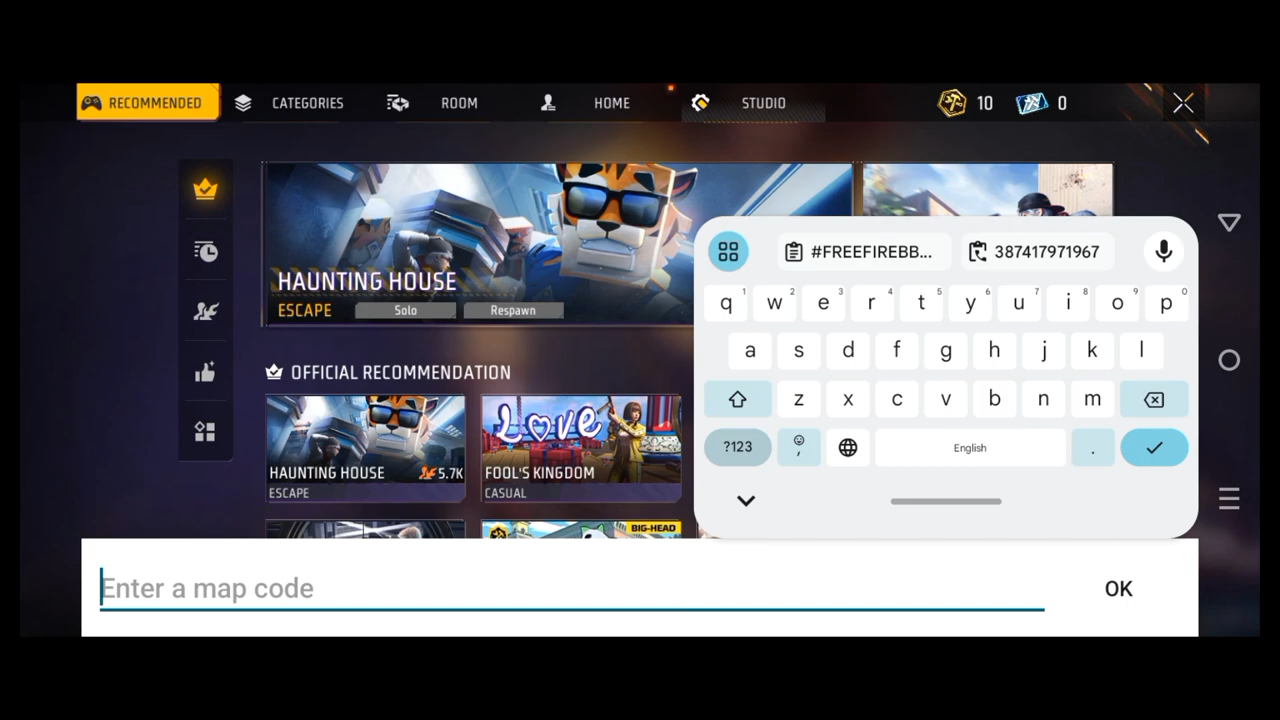 RECOMMENDED
CATEGORIES
ROOM
HOME
STUDIO
10
0
HAUNTING HOUSE
ESCAPE
Solo
Respawn
OFFICIAL RECOMMENDATION
HAUNTING HOUSE
5.7K
ESCAPE
Love
FOOL'S KINGDOM
CASUAL
BIG-HEAD
#FREEFIREBB...
387417971967
q 1 w 2 e 3 r 4 t 5 y 6 u 7 i 8 o 9 p 0
a s d f g h j k l
z x c v b n m
?123 , English .
Enter a map code
OK